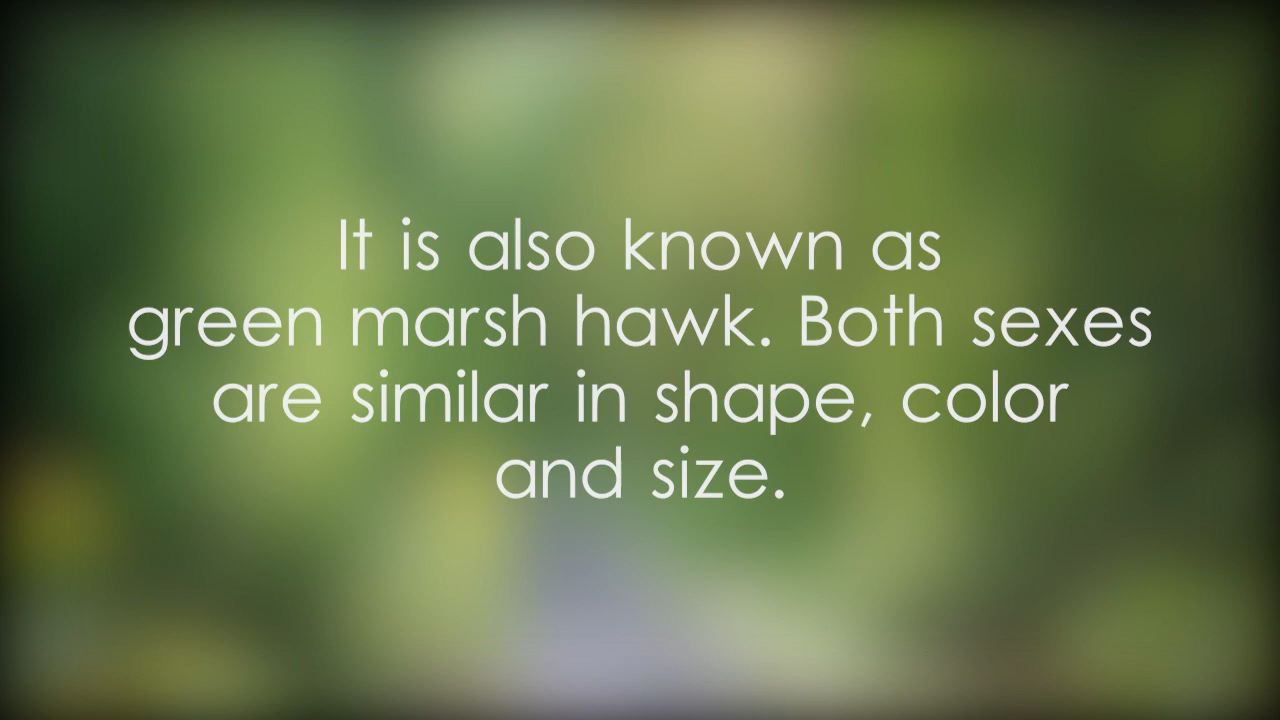 It is also known as
green marsh hawk. Both sexes
are similar in shape, color
and size.